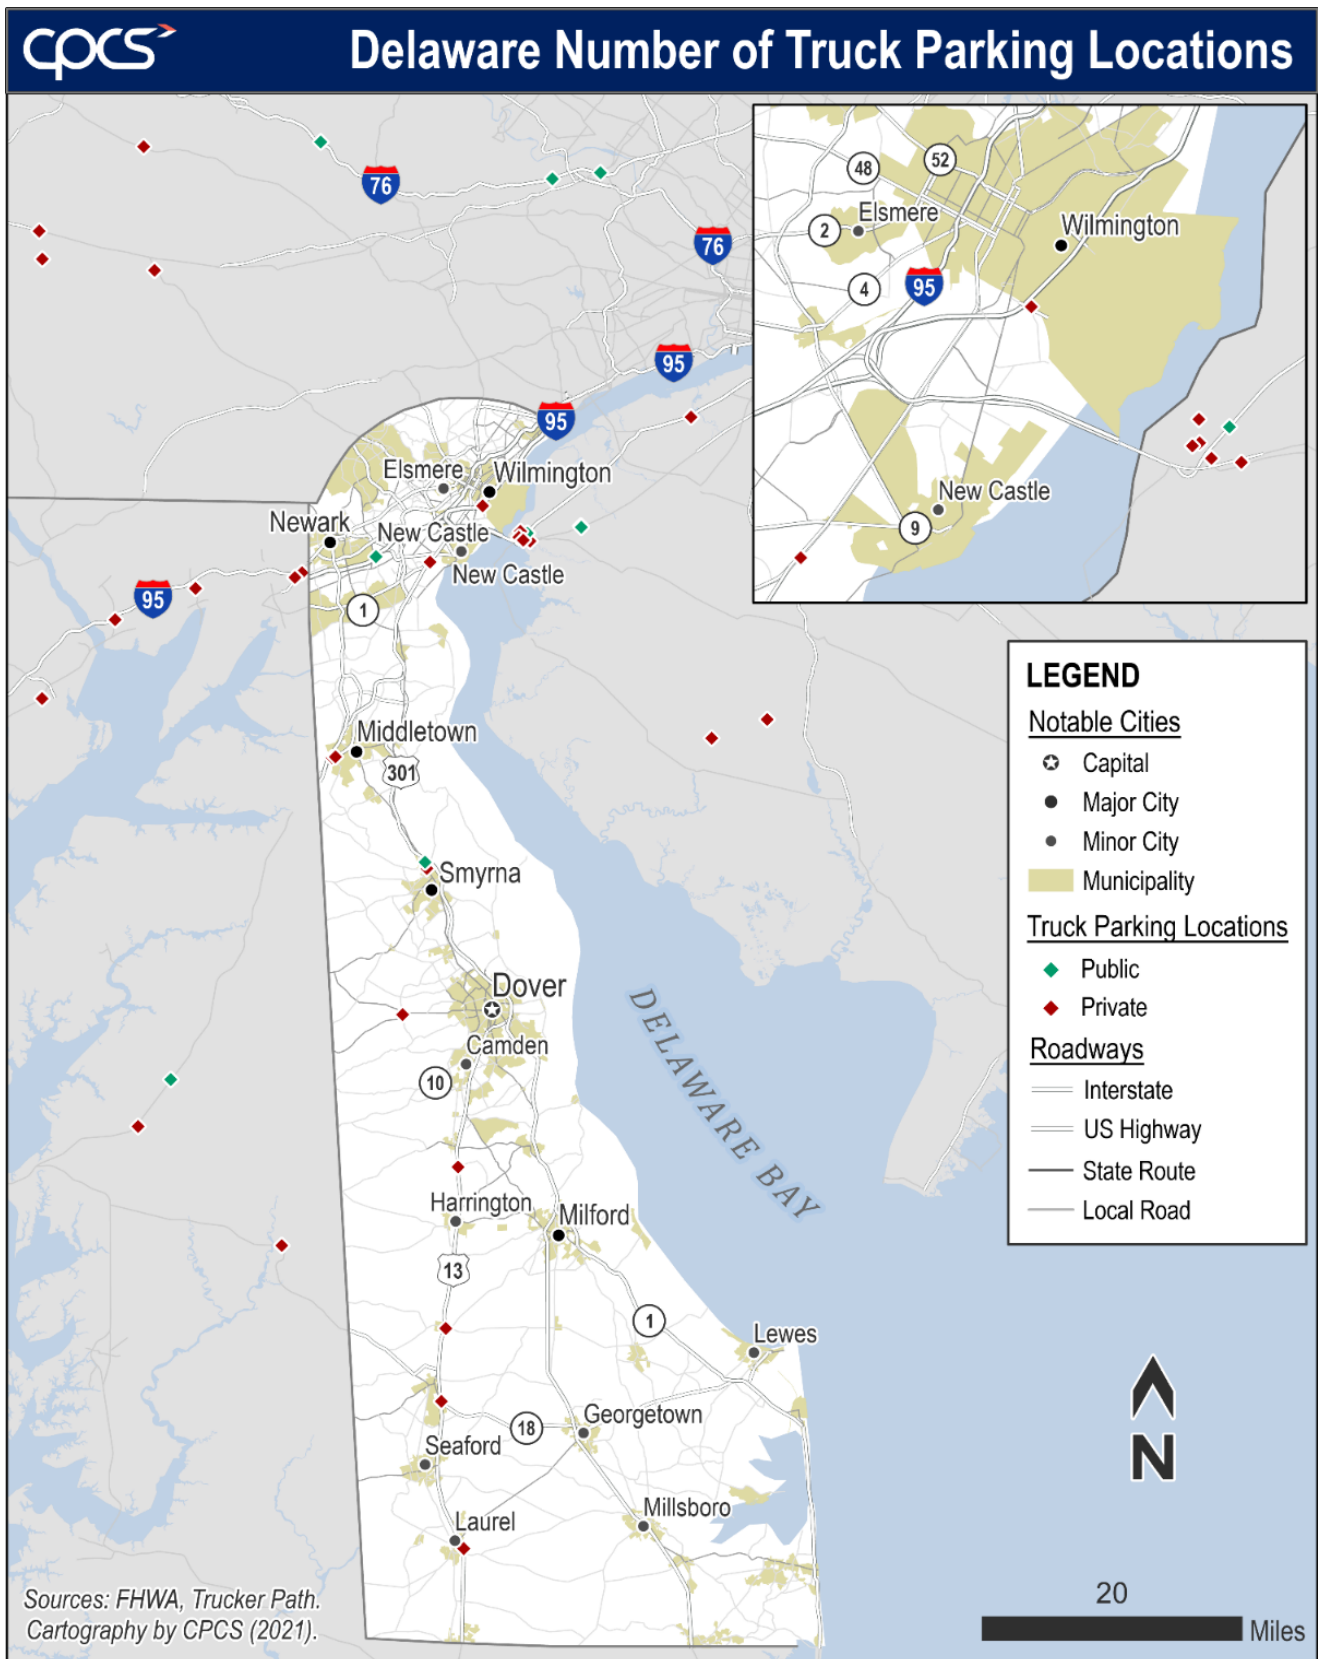 cpcs
Delaware Number of Truck Parking Locations
76
76
95
95
95
Elsmere
Wilmington
Newark
New Castle
New Castle
1
Middletown
301
Smyrna
Dover
Camden
10
Harrington
Milford
13
1
Lewes
18
Georgetown
Seaford
Millsboro
Laurel
DELAWARE BAY
48
52
2
Elsmere
Wilmington
4
95
New Castle
9
LEGEND
Notable Cities
Capital
Major City
Minor City
Municipality
Truck Parking Locations
Public
Private
Roadways
Interstate
US Highway
State Route
Local Road
N
20
Miles
Sources: FHWA, Trucker Path.
Cartography by CPCS (2021).